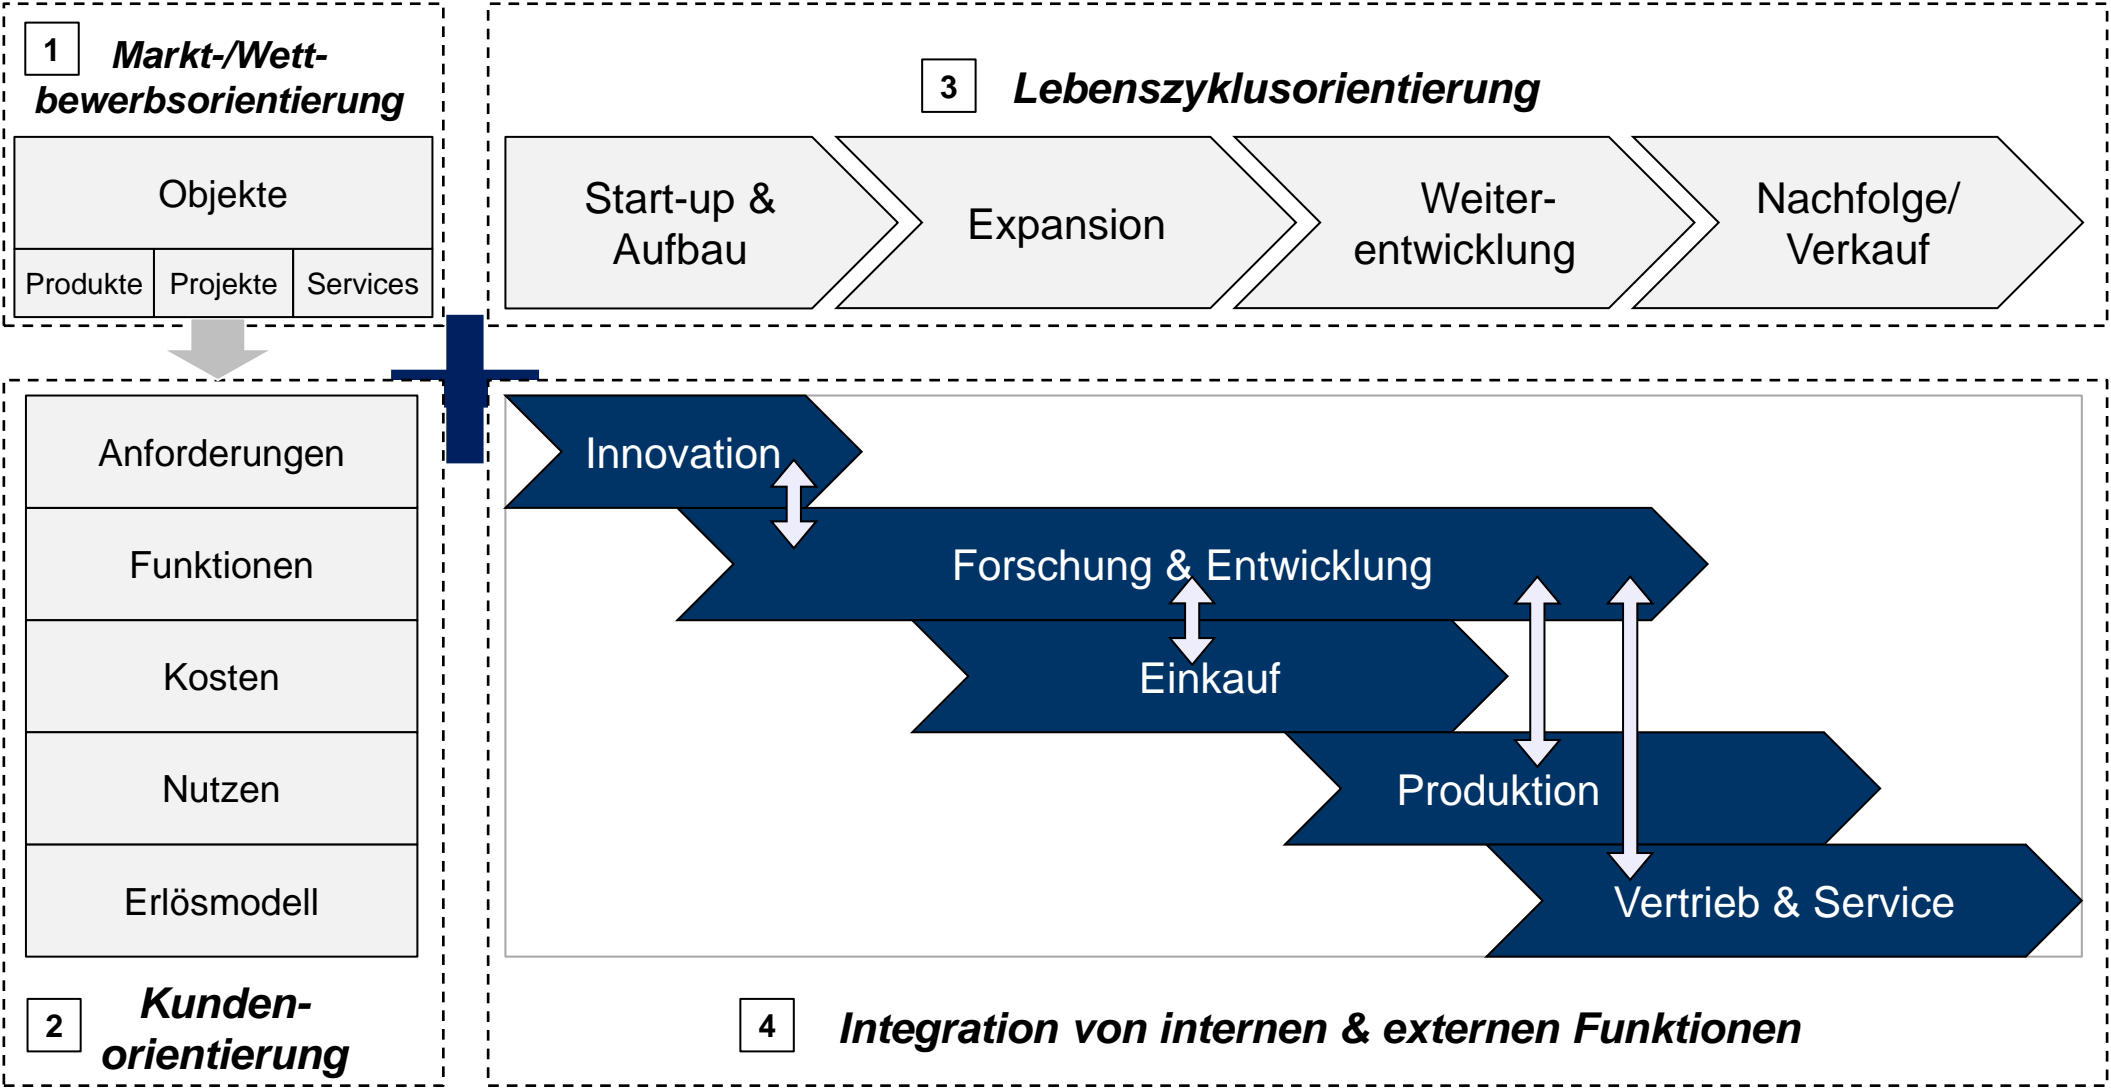 1
Markt-/Wett-
bewerbsorientierung
Objekte
Produkte Projekte Services
3
Lebenszyklusorientierung
Start-up &
Aufbau
Expansion
Weiter-
entwicklung
Nachfolge/
Verkauf
Anforderungen
Funktionen
Kosten
Nutzen
Erlösmodell
2
Kunden-
orientierung
Innovation
Forschung & Entwicklung
Einkauf
Produktion
Vertrieb & Service
4
Integration von internen & externen Funktionen